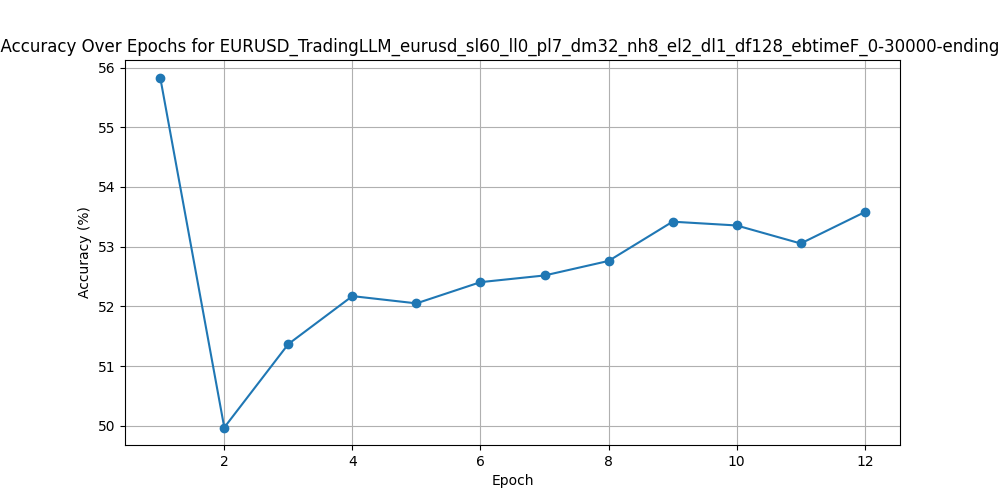 Accuracy Over Epochs for EURUSD_TradingLLM_eurusd_sl60_ll0_pl7_dm32_nh8_el2_dl1_df128_ebtimeF_0-30000-ending
56
55
54
53
52
51
50
Accuracy (%)
2 4 6 8 10 12
Epoch